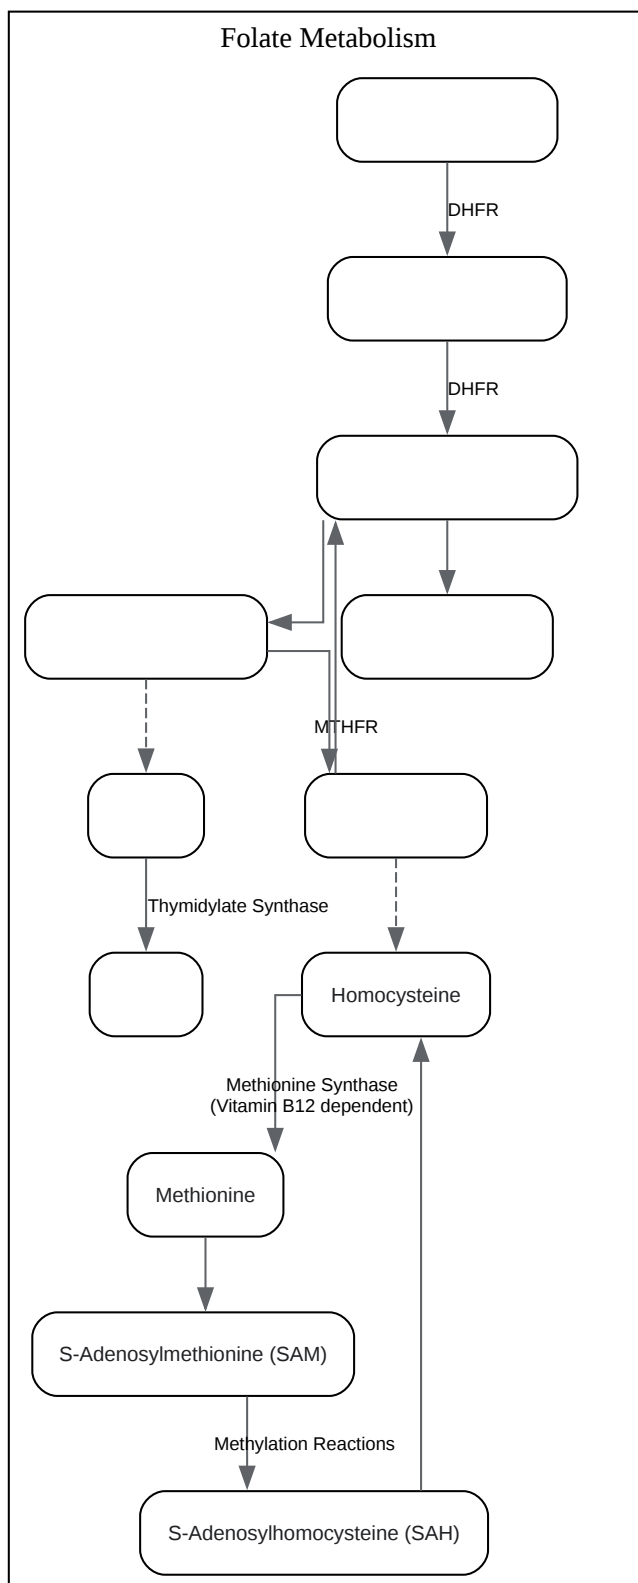 Folate Metabolism
DHFR
DHFR
MTHFR
Thymidylate Synthase
Homocysteine
Methionine Synthase
(Vitamin B12 dependent)
Methionine
S-Adenosylmethionine (SAM)
Methylation Reactions
S-Adenosylhomocysteine (SAH)